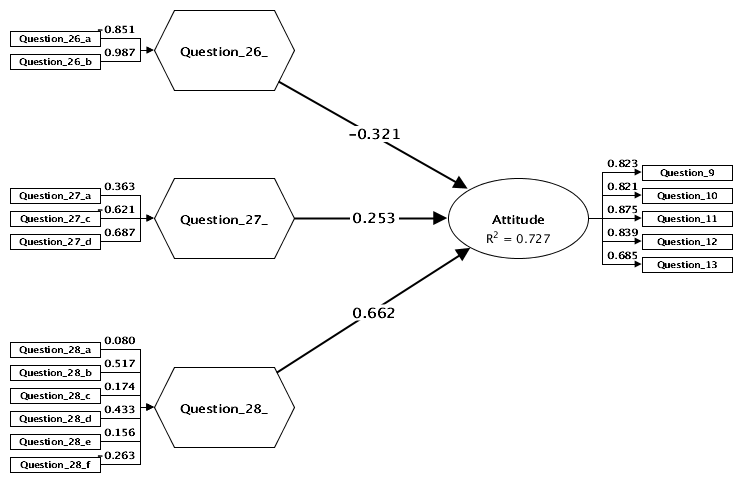 Question_26_a
-0.851
Question_26_b
0.987
Question_26_
-0.321
Question_27_a
0.363
Question_27_c
-0.621
Question_27_d
0.687
Question_27_
0.253
Question_28_a
0.080
Question_28_b
0.517
Question_28_c
0.174
Question_28_d
0.433
Question_28_e
0.156
Question_28_f
-0.263
Question_28_
0.662
Attitude
R² = 0.727
0.823
Question_9
0.821
Question_10
0.875
Question_11
0.839
Question_12
0.685
Question_13